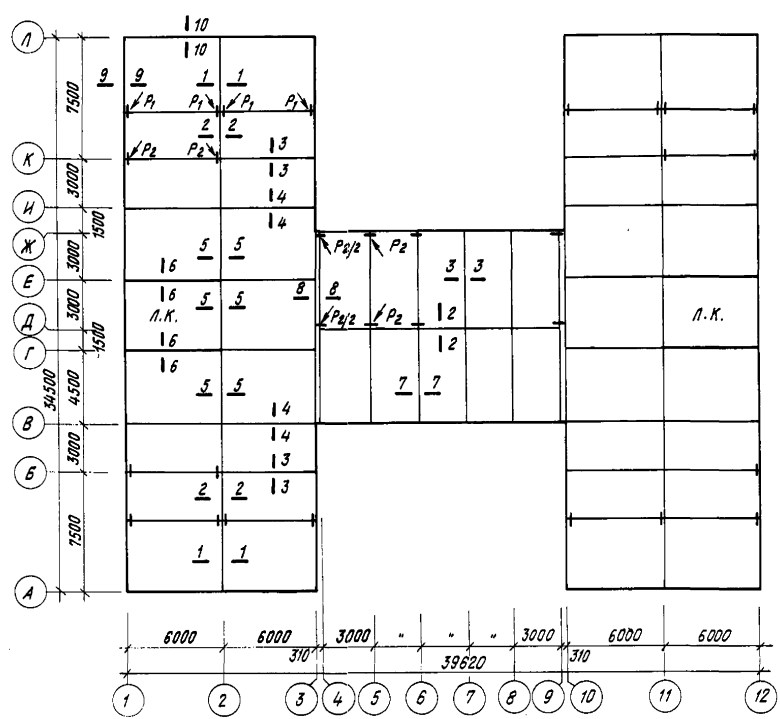 Л 10
10
9 9 1 1
P₁ P₁ P₁ P₁
7500
2 2
P₂ P₂ 3
К 3
3000
4
И 4
1500
Ж P₂/2 P₂
5 5 3 3
3000 6
Е
6 8 8
3000 5 5
Л.К. P₂/2 P₂ 2 Л.К.
Д
6 2
1500
Г 6
34500
4500 5 5 7 7
4
В
4
3000
3
Б
3
2 2
7500
1 1
А
6000 6000 3000 " " " 3000 6000 6000
310 39620 310
1 2 3 4 5 6 7 8 9 10 11 12